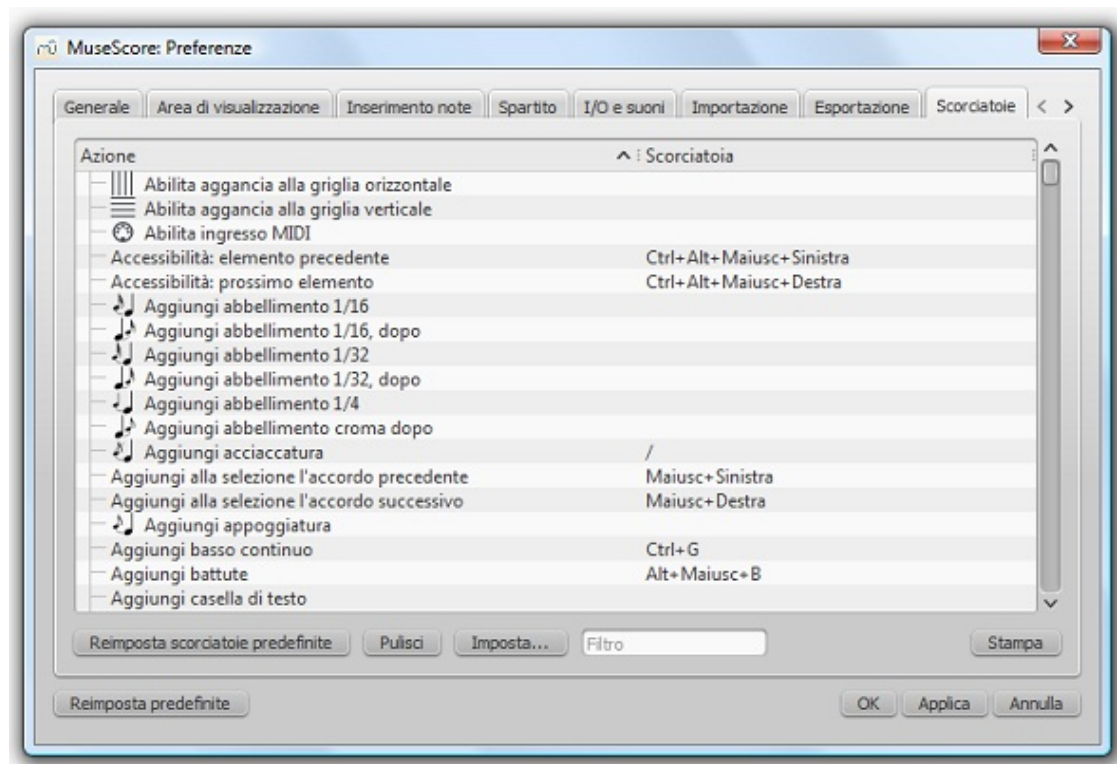 MuseScore: Preferenze
Generale Area di visualizzazione Inserimento note Spartito I/O e suoni Importazione Esportazione Scorciatoie
Azione Scorciatoia
Abilita aggancia alla griglia orizzontale
Abilita aggancia alla griglia verticale
Abilita ingresso MIDI
Accessibilità: elemento precedente Ctrl+Alt+Maiusc+Sinistra
Accessibilità: prossimo elemento Ctrl+Alt+Maiusc+Destra
Aggiungi abbellimento 1/16
Aggiungi abbellimento 1/16, dopo
Aggiungi abbellimento 1/32
Aggiungi abbellimento 1/32, dopo
Aggiungi abbellimento 1/4
Aggiungi abbellimento croma dopo
Aggiungi acciaccatura /
Aggiungi alla selezione l'accordo precedente Maiusc+Sinistra
Aggiungi alla selezione l'accordo successivo Maiusc+Destra
Aggiungi appoggiatura
Aggiungi basso continuo Ctrl+G
Aggiungi battute Alt+Maiusc+B
Aggiungi casella di testo
Reimposta scorciatoie predefinite Pulisci Imposta... Filtro Stampa
Reimposta predefinite OK Applica Annulla